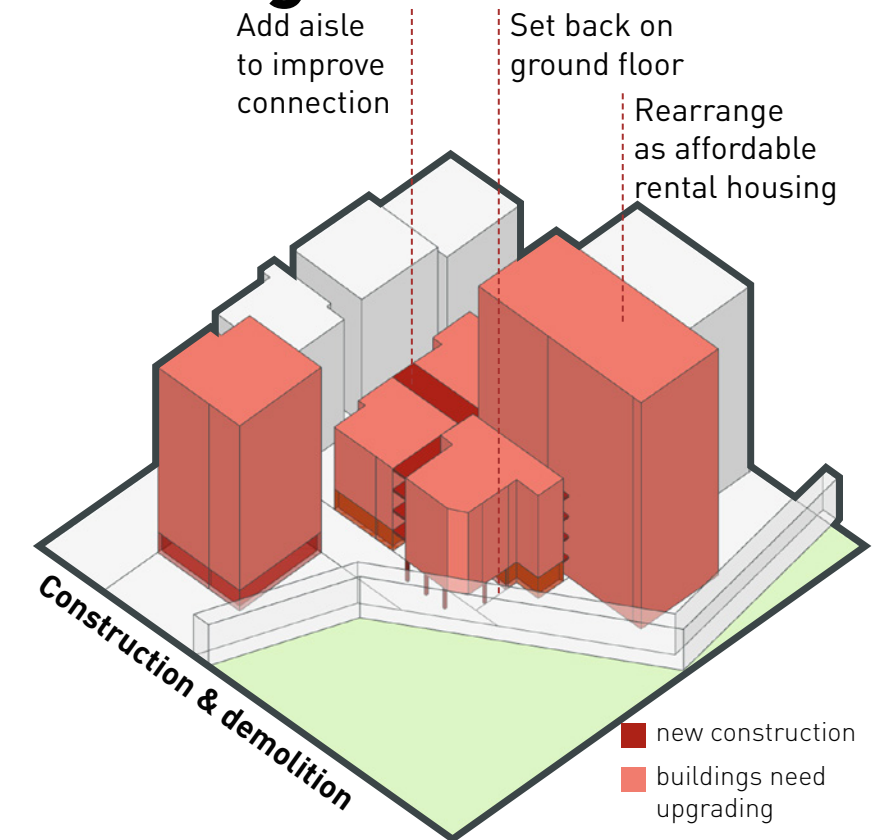 Add aisle
to improve
connection
Set back on
ground floor
Rearrange
as affordable
rental housing
Construction & demolition
new construction
buildings need
upgrading